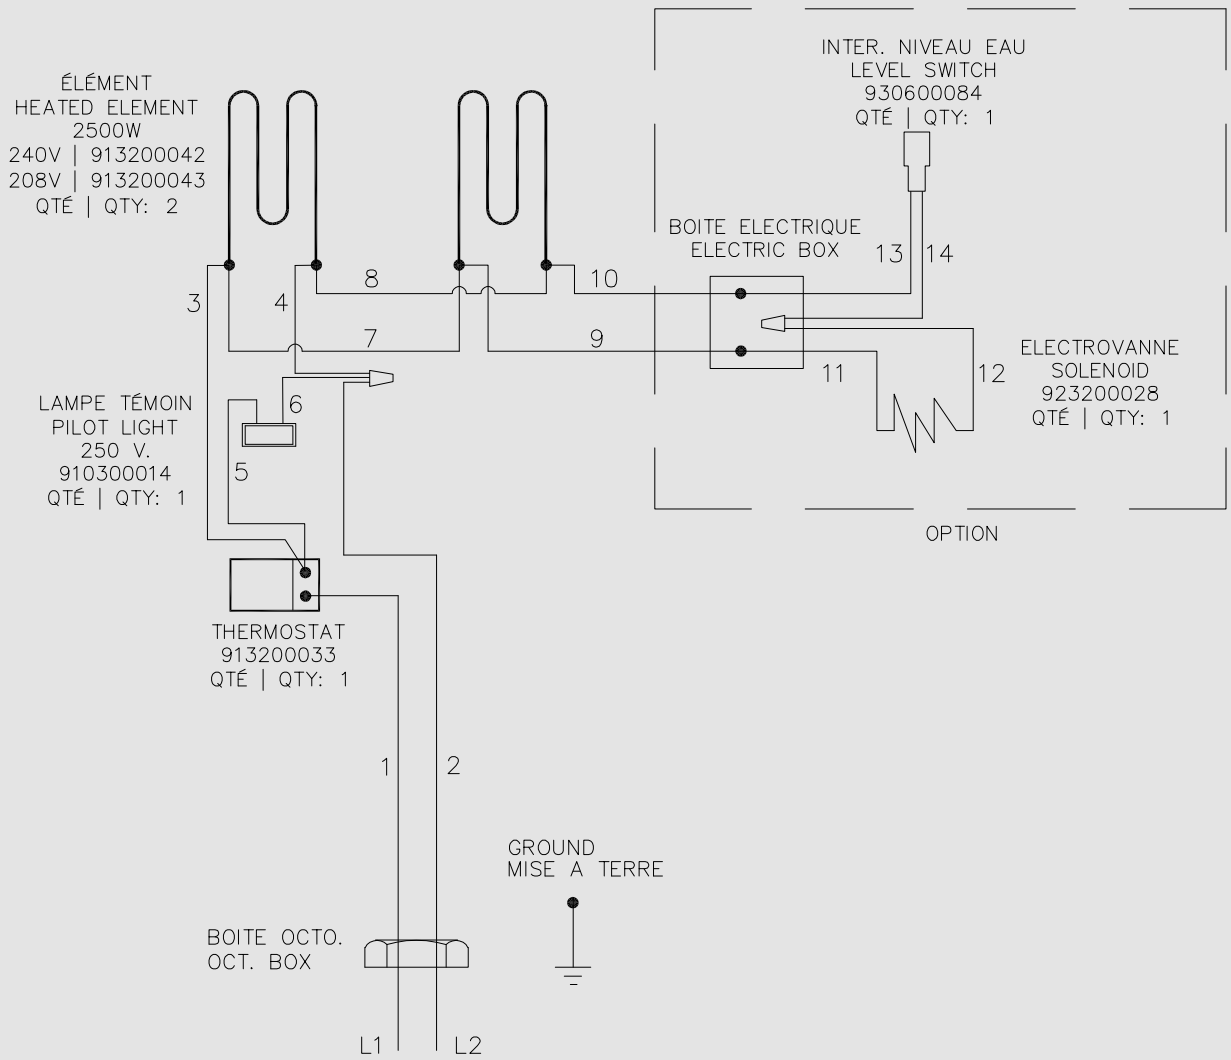 ÉLÉMENT
HEATED ELEMENT
2500W
240V | 913200042
208V | 913200043
QTÉ | QTY: 2
INTER. NIVEAU EAU
LEVEL SWITCH
930600084
QTÉ | QTY: 1
BOITE ELECTRIQUE
ELECTRIC BOX
13
14
3
4
8
10
7
9
11
12
ELECTROVANNE
SOLENOID
923200028
QTÉ | QTY: 1
LAMPE TÉMOIN
PILOT LIGHT
250 V.
910300014
QTÉ | QTY: 1
6
5
OPTION
THERMOSTAT
913200033
QTÉ | QTY: 1
1
2
GROUND
MISE A TERRE
BOITE OCTO.
OCT. BOX
L1
L2